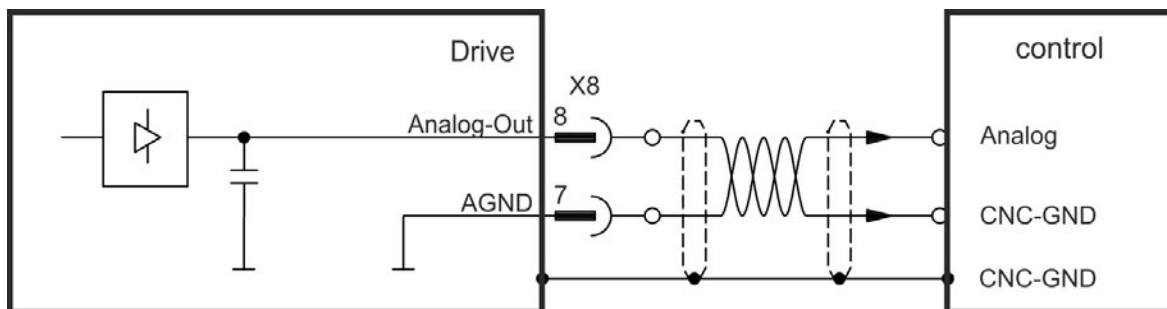 Drive
control
X8
8
Analog-Out
Analog
7
AGND
CNC-GND
CNC-GND